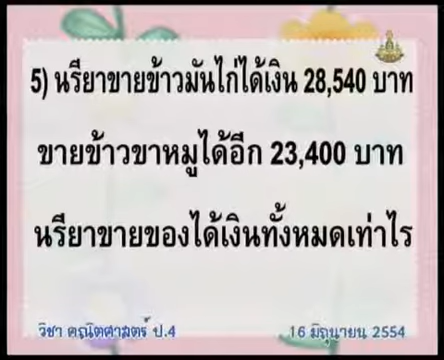 5) นรียาขายข้าวมันไก่ได้เงิน 28,540 บาท
ขายข้าวขาหมูได้อีก 23,400 บาท
นรียาขายของได้เงินทั้งหมดเท่าไร
วิชา คณิตศาสตร์ ป.4
16 มิถุนายน 2554